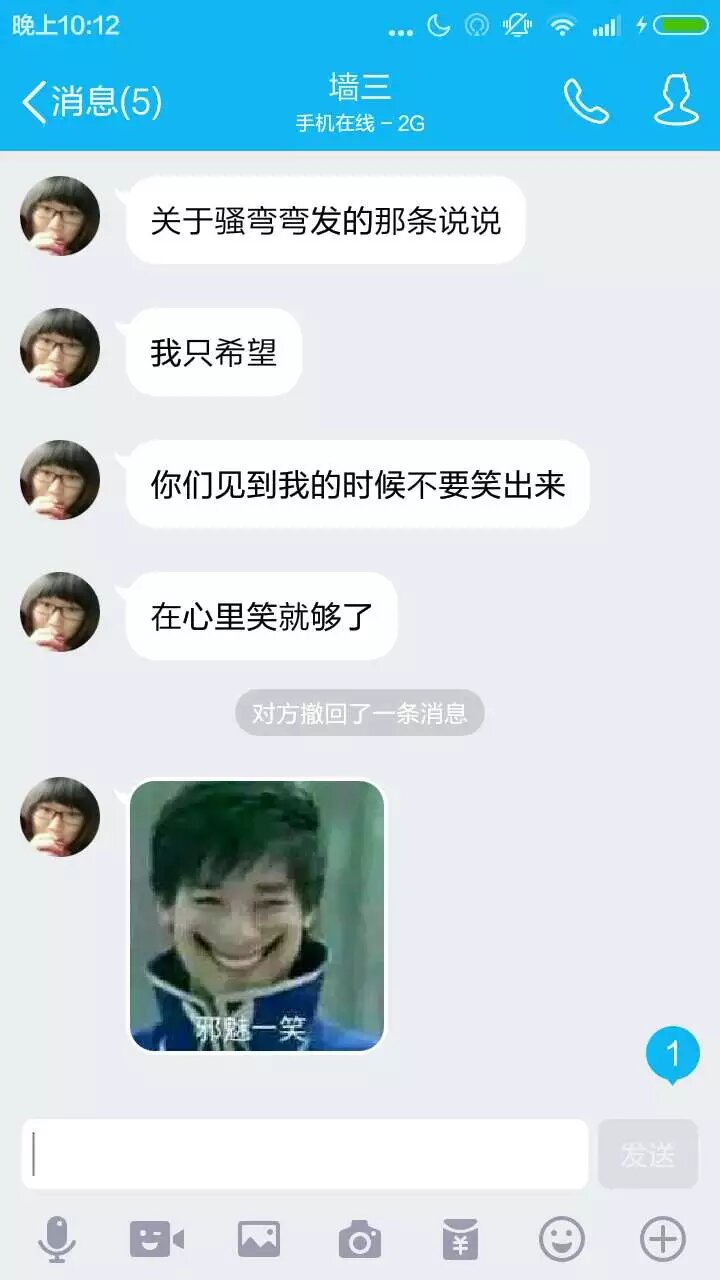 晚上10:12
消息(5)
墙三
手机在线 – 2G
关于骚弯弯发的那条说说
我只希望
你们见到我的时候不要笑出来
在心里笑就够了
对方撤回了一条消息
邪魅一笑
1
发送